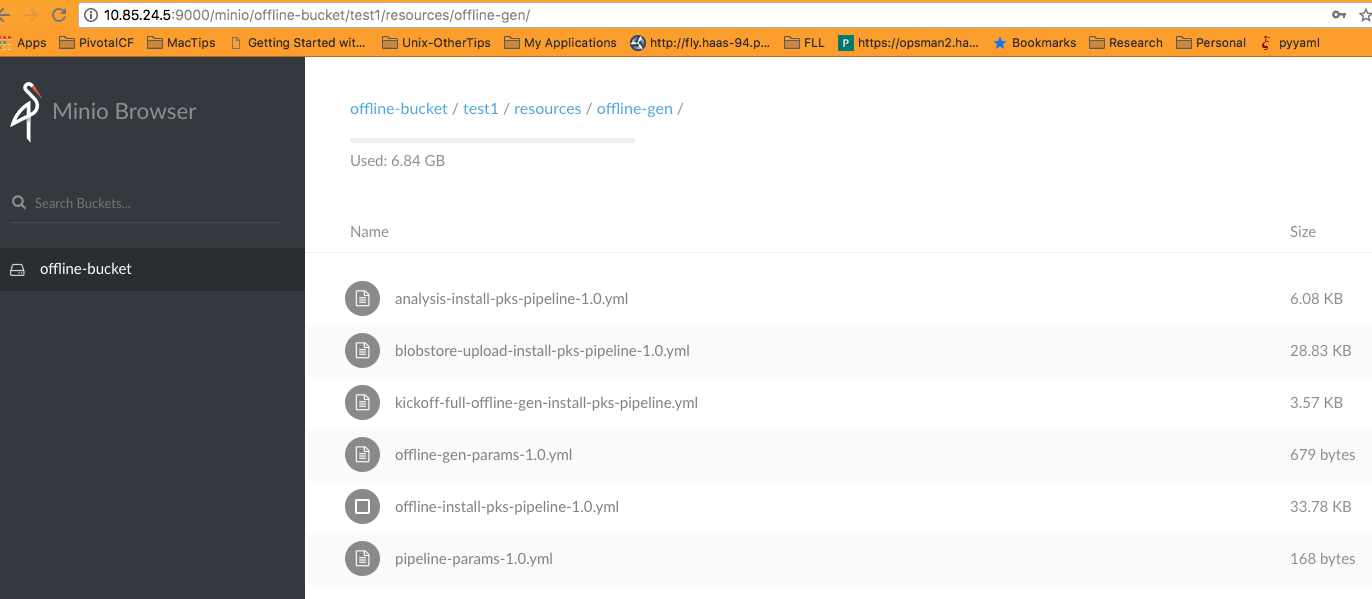 10.85.24.5:9000/minio/offline-bucket/test1/resources/offline-gen/
Apps PivotalCF MacTips Getting Started wit... Unix-OtherTips My Applications http://fly.haas-94.p... FLL P https://opsman2.ha... Bookmarks Research Personal pyyaml
Minio Browser
Search Buckets...
offline-bucket
offline-bucket / test1 / resources / offline-gen /
Used: 6.84 GB
Name Size
analysis-install-pks-pipeline-1.0.yml 6.08 KB
blobstore-upload-install-pks-pipeline-1.0.yml 28.83 KB
kickoff-full-offline-gen-install-pks-pipeline.yml 3.57 KB
offline-gen-params-1.0.yml 679 bytes
offline-install-pks-pipeline-1.0.yml 33.78 KB
pipeline-params-1.0.yml 168 bytes